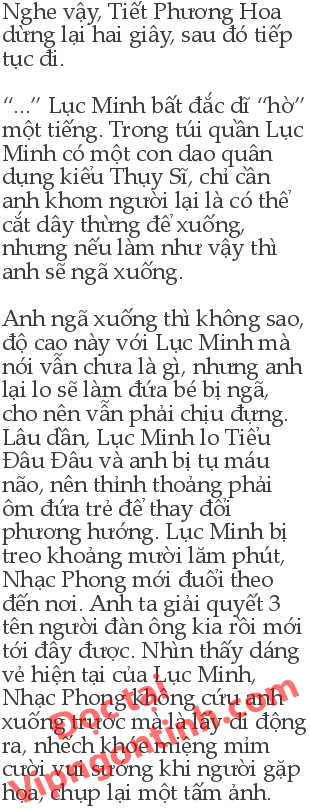 Nghe vậy, Tiết Phương Hoa
dừng lại hai giây, sau đó tiếp
tục đi.
“...” Lục Minh bất đắc dĩ “hờ”
một tiếng. Trong túi quần Lục
Minh có một con dao quân
dụng kiểu Thụy Sĩ, chỉ cần
anh khom người lại là có thể
cắt dây thừng để xuống,
nhưng nếu làm như vậy thì
anh sẽ ngã xuống.
Anh ngã xuống thì không sao,
độ cao này với Lục Minh mà
nói vẫn chưa là gì, nhưng anh
lại lo sẽ làm đứa bé bị ngã,
cho nên vẫn phải chịu đựng.
Lâu dần, Lục Minh lo Tiểu
Đâu Đâu và anh bị tụ máu
não, nên thỉnh thoảng phải
ôm đứa trẻ để thay đổi
phương hướng. Lục Minh bị
treo khoảng mười lăm phút,
Nhạc Phong mới đuổi theo
đến nơi. Anh ta giải quyết 3
tên người đàn ông kia rồi mới
tới đây được. Nhìn thấy dáng
vẻ hiện tại của Lục Minh,
Nhạc Phong không cứu anh
xuống trước mà là lấy di động
ra, nhếch khóe miệng mỉm
cười vui sướng khi người gặp
họa, chụp lại một tấm ảnh.
Đọc tại
Vipngontinh.com